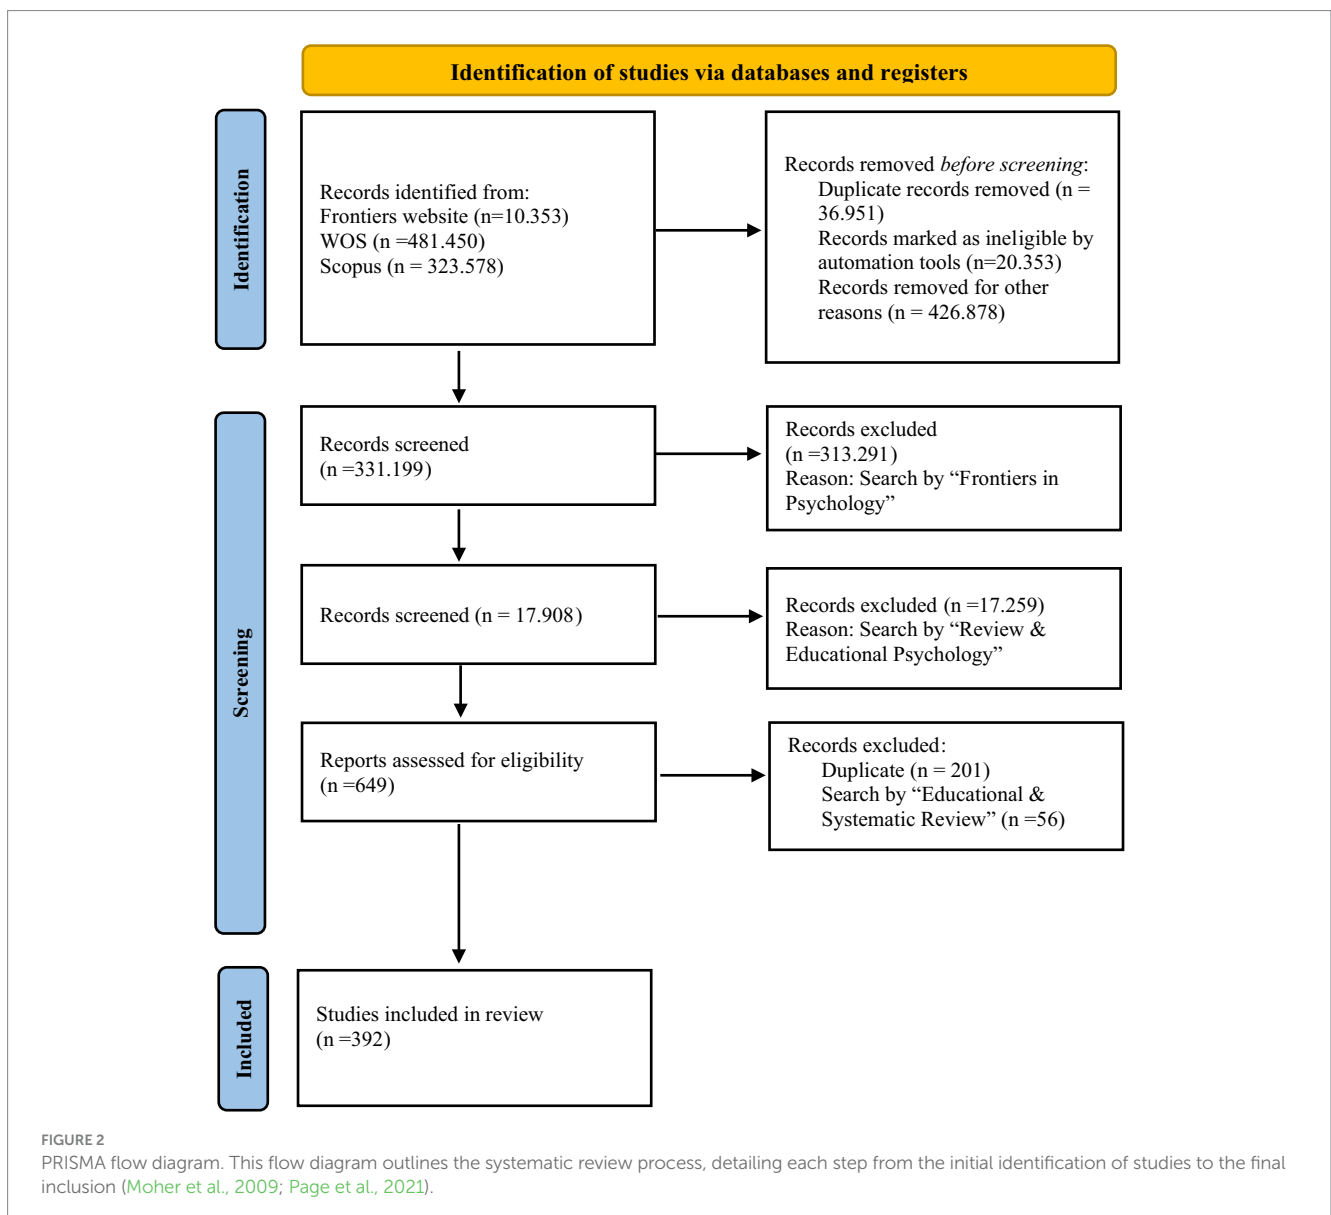 Identification of studies via databases and registers
Identification
Records identified from:
Frontiers website (n=10.353)
WOS (n =481.450)
Scopus (n = 323.578)
Records removed before screening:
Duplicate records removed (n =
36.951)
Records marked as ineligible by
automation tools (n=20.353)
Records removed for other
reasons (n = 426.878)
Screening
Records screened
(n =331.199)
Records excluded
(n =313.291)
Reason: Search by “Frontiers in
Psychology”
Records screened (n = 17.908)
Records excluded (n =17.259)
Reason: Search by “Review &
Educational Psychology”
Reports assessed for eligibility
(n =649)
Records excluded:
Duplicate (n = 201)
Search by “Educational &
Systematic Review” (n =56)
Included
Studies included in review
(n =392)
FIGURE 2
PRISMA flow diagram. This flow diagram outlines the systematic review process, detailing each step from the initial identification of studies to the final
inclusion (Moher et al., 2009; Page et al., 2021).